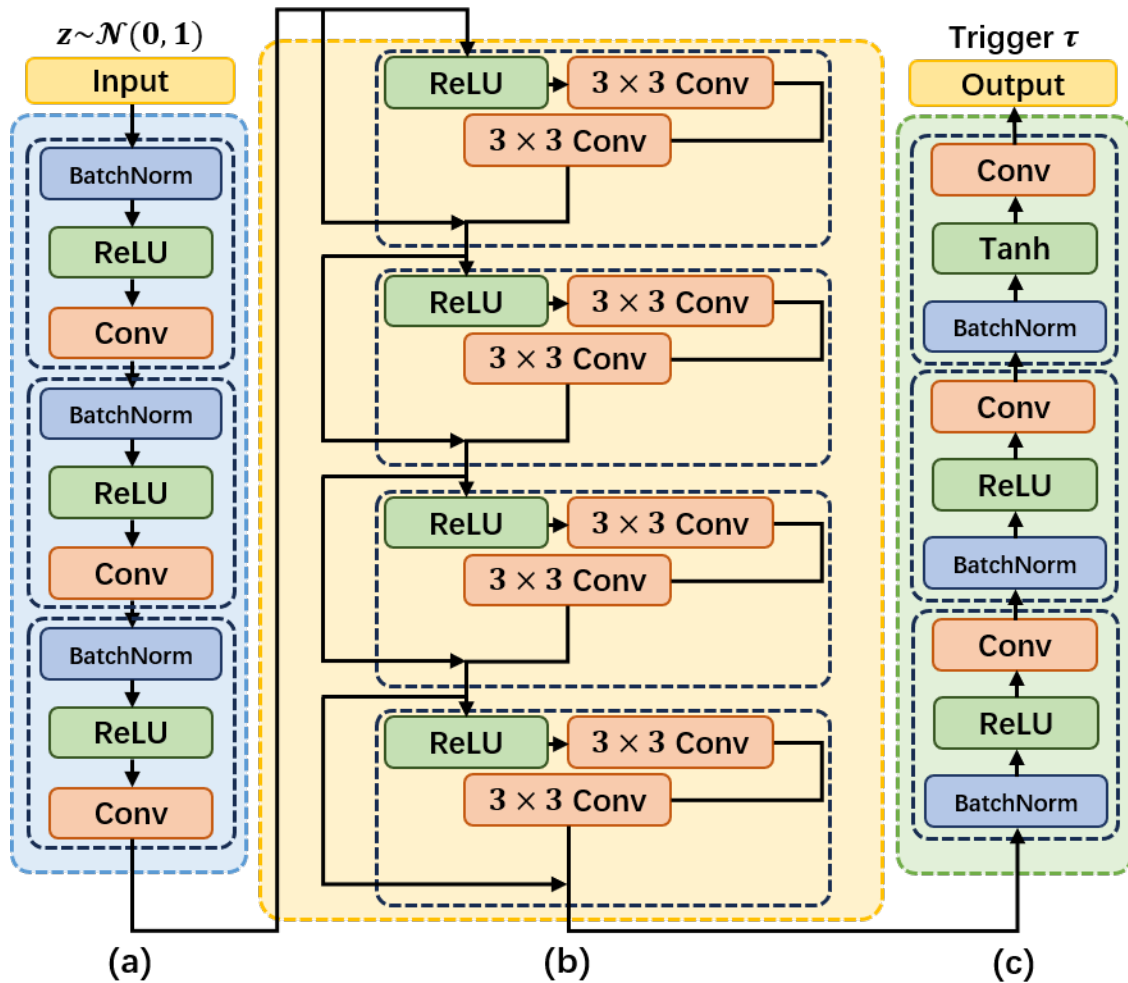 z~𝒩(0, 1)
Input
BatchNorm
ReLU
Conv
BatchNorm
ReLU
Conv
BatchNorm
ReLU
Conv
(a)
ReLU
3 × 3 Conv
3 × 3 Conv
ReLU
3 × 3 Conv
3 × 3 Conv
ReLU
3 × 3 Conv
3 × 3 Conv
ReLU
3 × 3 Conv
3 × 3 Conv
(b)
Trigger τ
Output
Conv
Tanh
BatchNorm
Conv
ReLU
BatchNorm
Conv
ReLU
BatchNorm
(c)